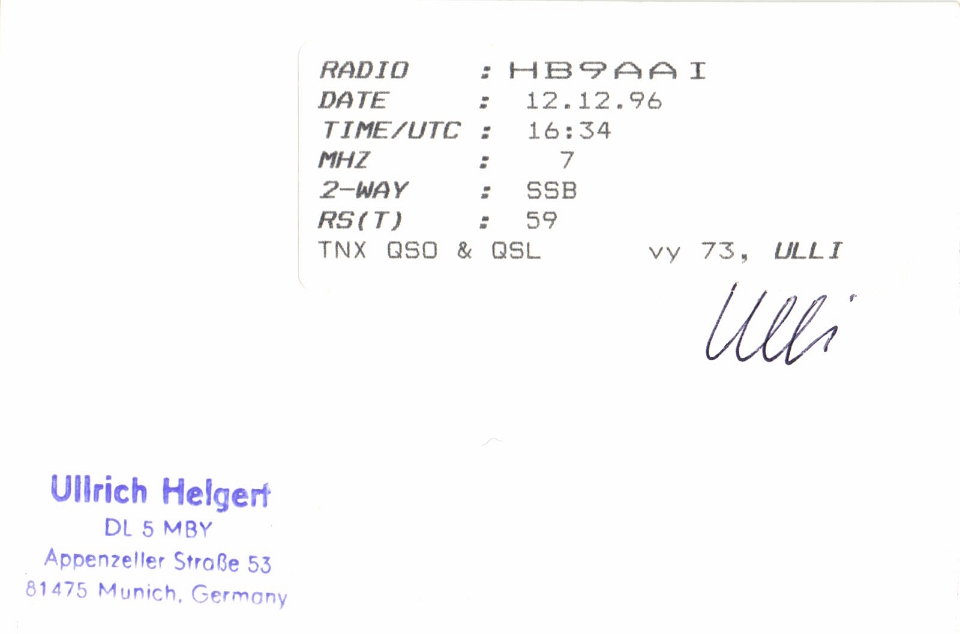 RADIO : HB9AAI
DATE : 12.12.96
TIME/UTC : 16:34
MHZ : 7
2-WAY : SSB
RS(T) : 59
TNX QSO & QSL vy 73, ULLI
Ulli
Ullrich Helgert
DL 5 MBY
Appenzeller Straße 53
81475 Munich, Germany